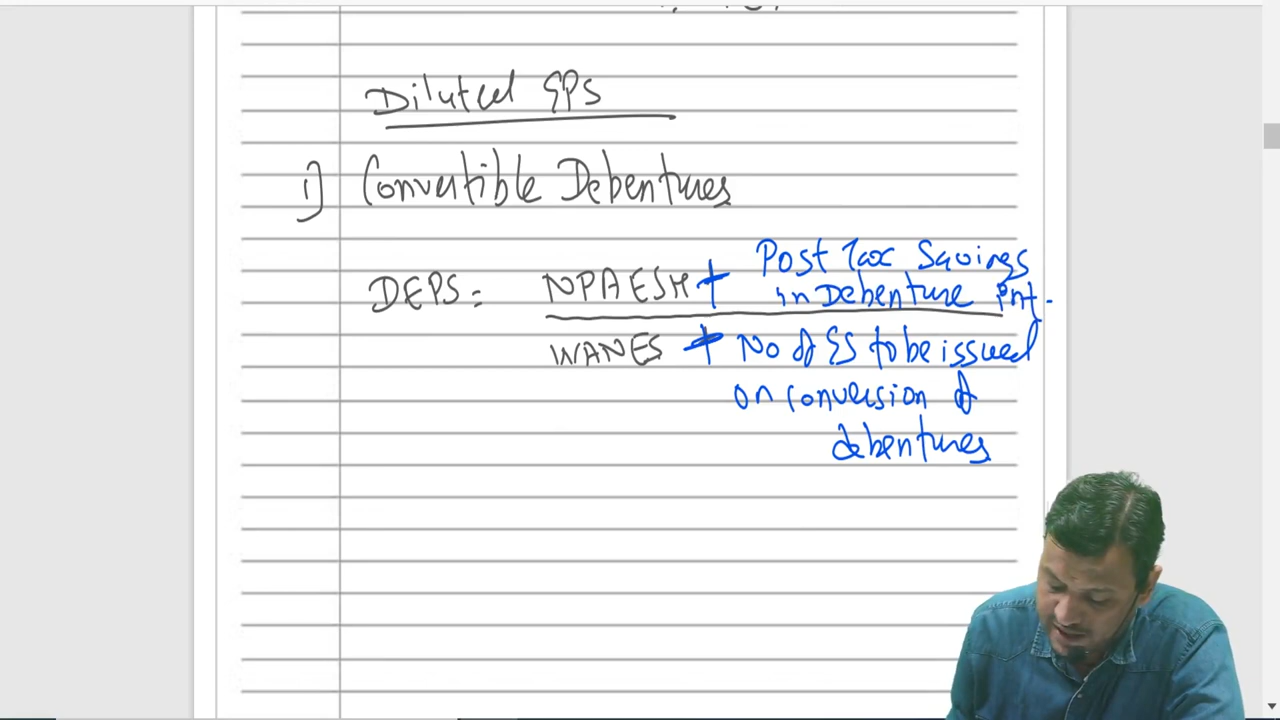 Diluted EPS
i) Convertible Debentures
DEPS = NPAESH + Post Tax Savings in Debenture Int.
WANES + No of ES to be issued
on conversion of
debentures